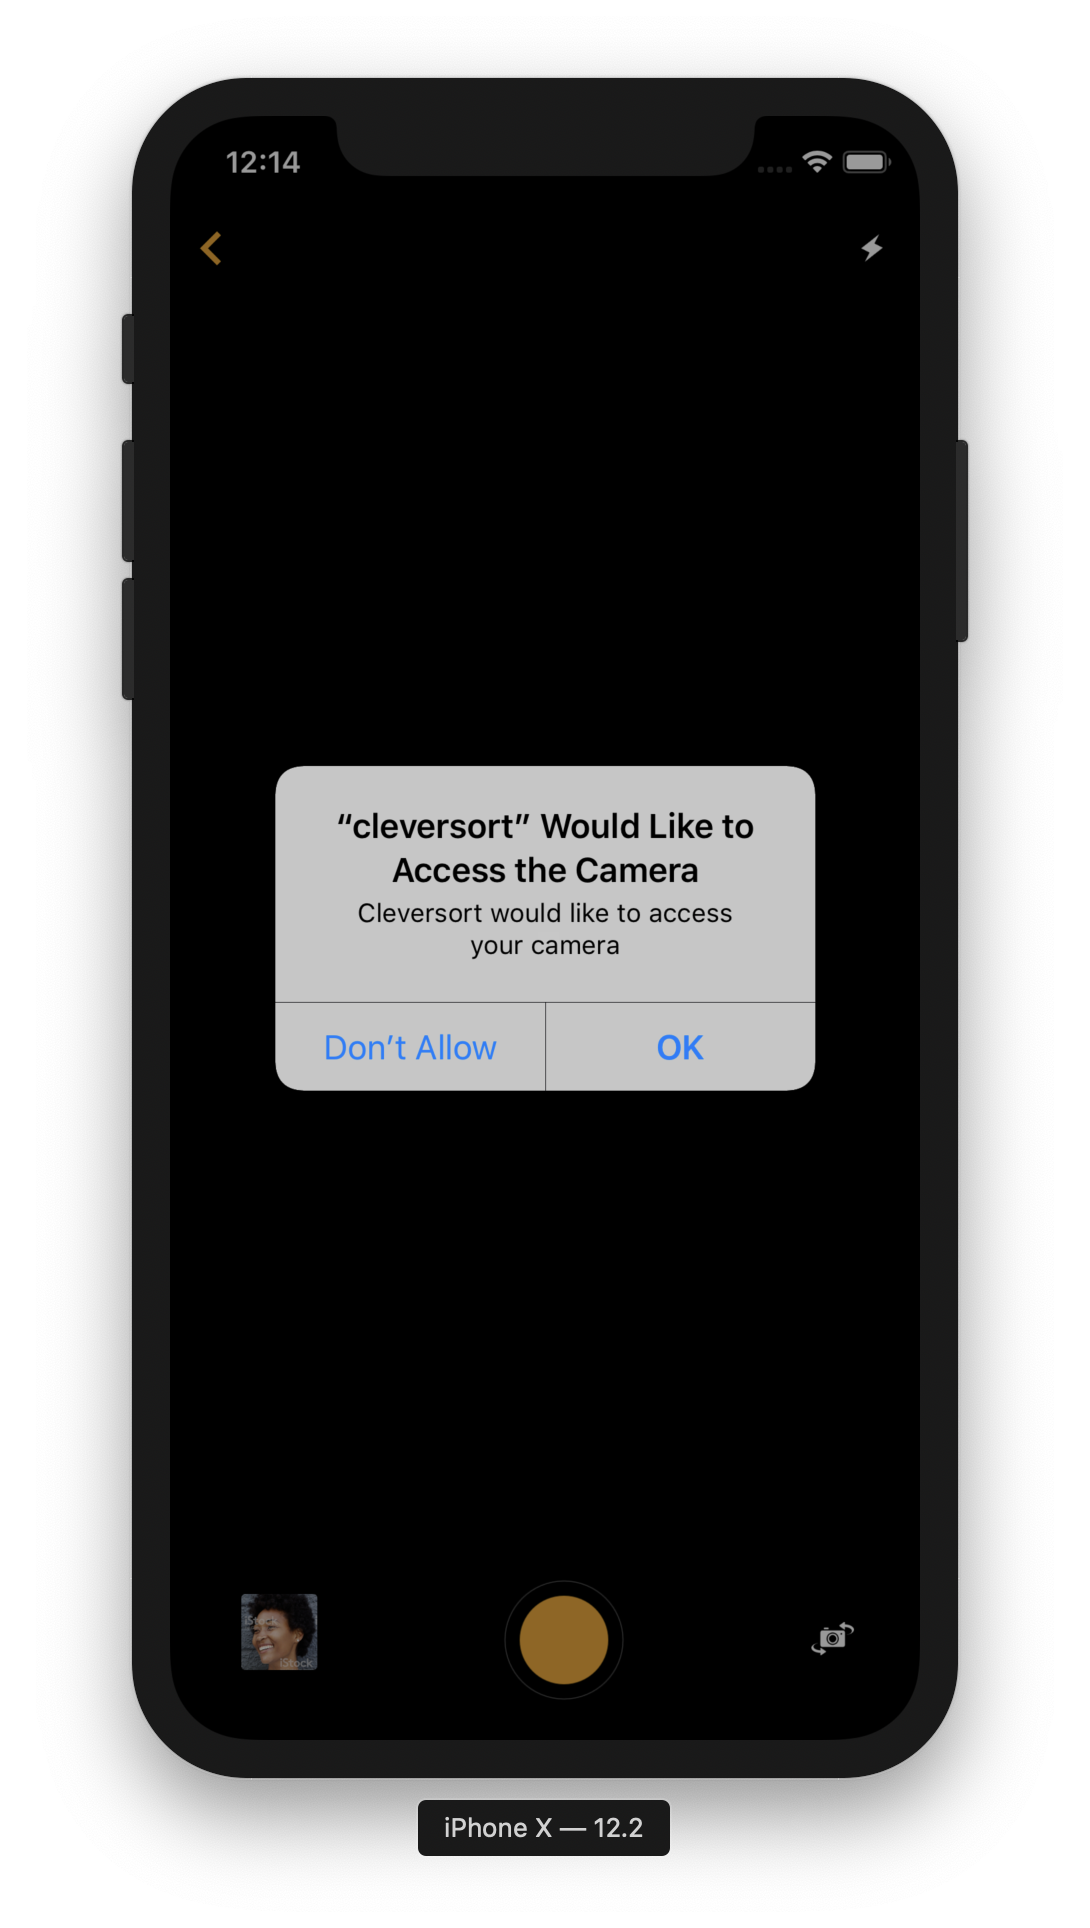 12:14
“cleversort” Would Like to
Access the Camera
Cleversort would like to access
your camera
Don’t Allow
OK
iStock
iStock
iPhone X — 12.2